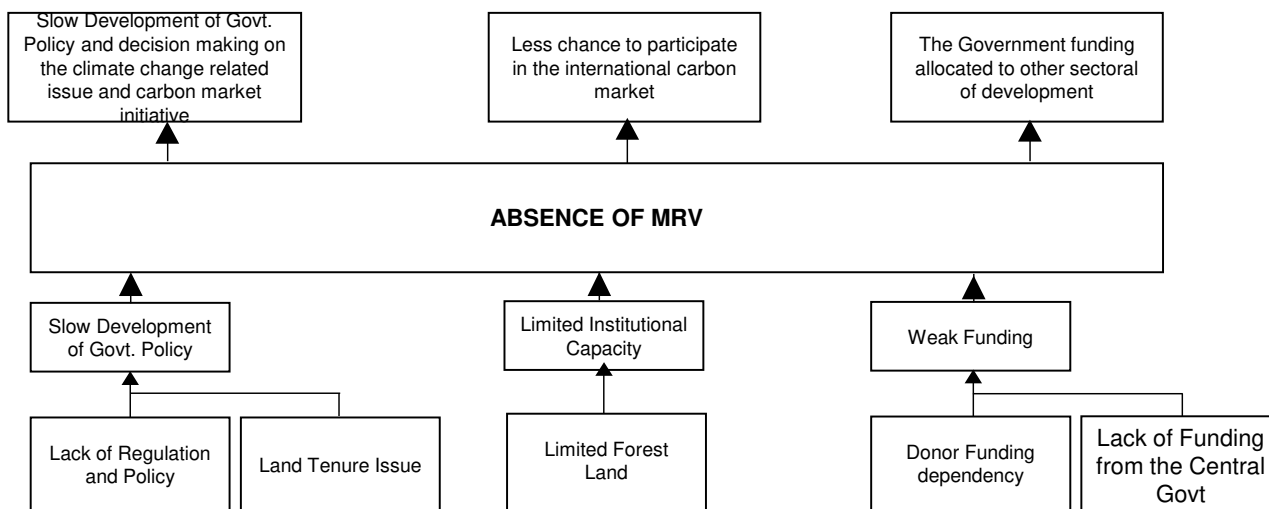 Slow Development of Govt.
Policy and decision making on
the climate change related
issue and carbon market
initiative
Less chance to participate
in the international carbon
market
The Government funding
allocated to other sectoral
of development
ABSENCE OF MRV
Slow Development
of Govt. Policy
Limited Institutional
Capacity
Weak Funding
Lack of Regulation
and Policy
Land Tenure Issue
Limited Forest
Land
Donor Funding
dependency
Lack of Funding
from the Central
Govt